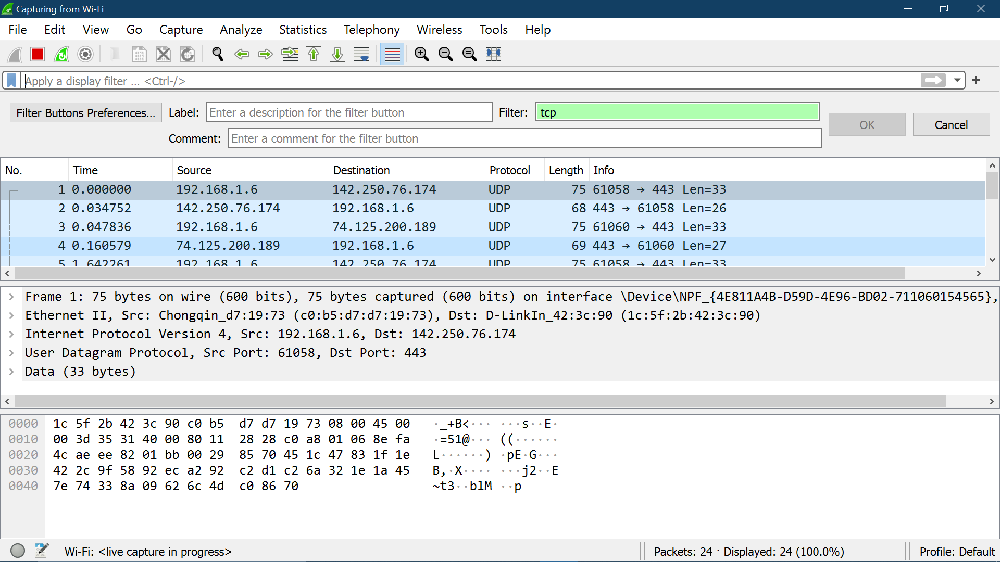 Capturing from Wi-Fi
File Edit View Go Capture Analyze Statistics Telephony Wireless Tools Help
Apply a display filter ... <Ctrl-/>
Filter Buttons Preferences... Label: Enter a description for the filter button Filter: tcp
OK Cancel
Comment: Enter a comment for the filter button
No. Time Source Destination Protocol Length Info
1 0.000000 192.168.1.6 142.250.76.174 UDP 75 61058 → 443 Len=33
2 0.034752 142.250.76.174 192.168.1.6 UDP 68 443 → 61058 Len=26
3 0.047836 192.168.1.6 74.125.200.189 UDP 75 61060 → 443 Len=33
4 0.160579 74.125.200.189 192.168.1.6 UDP 69 443 → 61060 Len=27
5 1.642261 192.168.1.6 142.250.76.174 UDP 75 61058 → 443 Len=33
Frame 1: 75 bytes on wire (600 bits), 75 bytes captured (600 bits) on interface \Device\NPF_{4E811A4B-D59D-4E96-BD02-711060154565},
Ethernet II, Src: Chongqin_d7:19:73 (c0:b5:d7:d7:19:73), Dst: D-LinkIn_42:3c:90 (1c:5f:2b:42:3c:90)
Internet Protocol Version 4, Src: 192.168.1.6, Dst: 142.250.76.174
User Datagram Protocol, Src Port: 61058, Dst Port: 443
Data (33 bytes)
0000 1c 5f 2b 42 3c 90 c0 b5 d7 d7 19 73 08 00 45 00 ·_+B<··· ···s··E·
0010 00 3d 35 31 40 00 80 11 28 28 c0 a8 01 06 8e fa ·=51@··· ((······
0020 4c ae ee 82 01 bb 00 29 85 70 45 1c 47 83 1f 1e L······) ·pE·G···
0030 42 2c 9f 58 92 ec a2 92 c2 d1 c2 6a 32 1e 1a 45 B,·X···· ···j2··E
0040 7e 74 33 8a 09 62 6c 4d c0 86 70 ~t3··blM ··p
Wi-Fi: <live capture in progress> Packets: 24 · Displayed: 24 (100.0%) Profile: Default